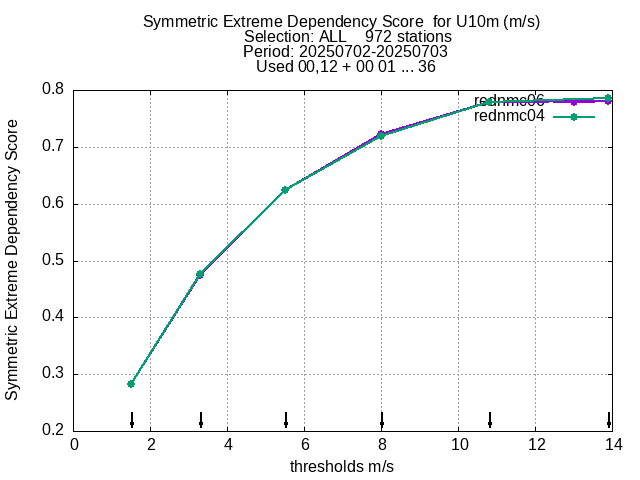 Symmetric Extreme Dependency Score  for U10m (m/s)
Selection: ALL    972 stations
Period: 20250702-20250703
Used 00,12 + 00 01 ... 36
Symmetric Extreme Dependency Score
0.8
0.7
0.6
0.5
0.4
0.3
0.2
rednmc06
rednmc04
0 2 4 6 8 10 12 14
thresholds m/s